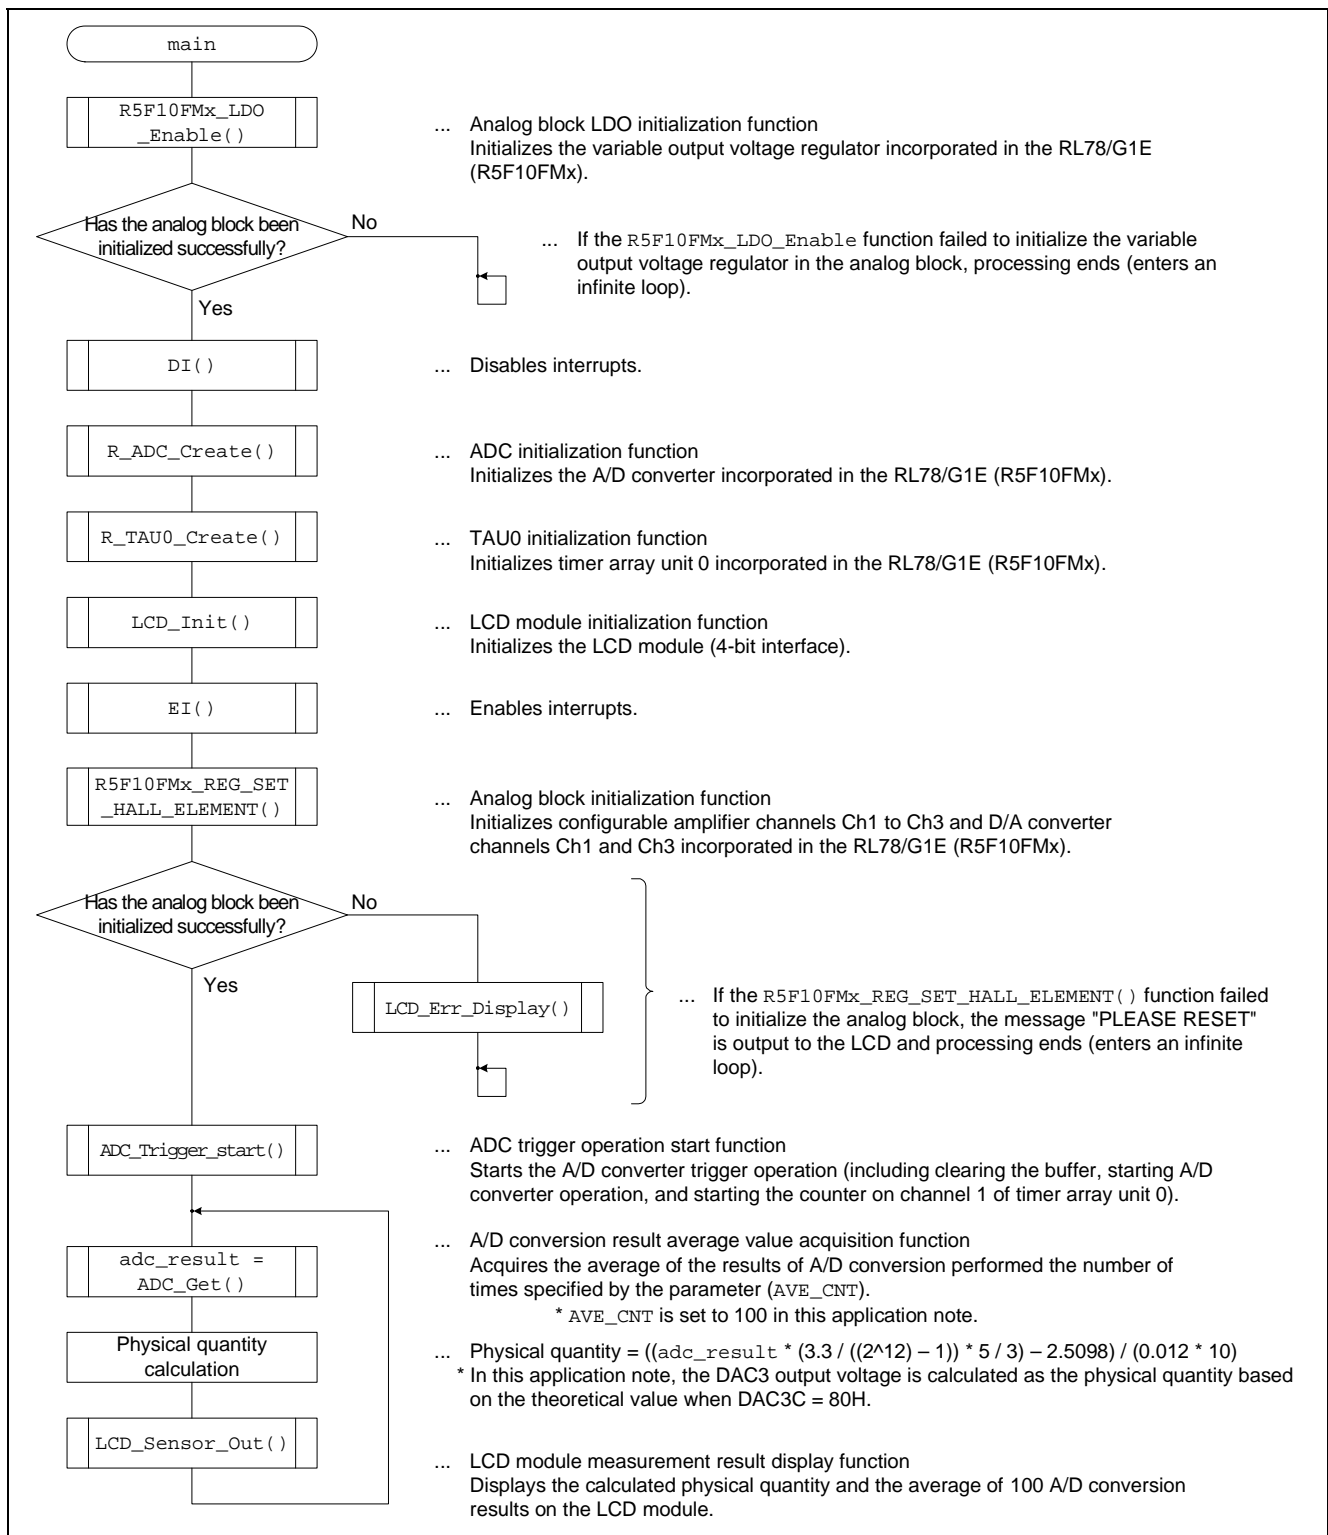 main
R5F10FMx_LDO
_Enable()
... Analog block LDO initialization function
Initializes the variable output voltage regulator incorporated in the RL78/G1E
(R5F10FMx).
Has the analog block been
initialized successfully?
No
... If the R5F10FMx_LDO_Enable function failed to initialize the variable
output voltage regulator in the analog block, processing ends (enters an
infinite loop).
Yes
DI()
... Disables interrupts.
R_ADC_Create()
... ADC initialization function
Initializes the A/D converter incorporated in the RL78/G1E (R5F10FMx).
R_TAU0_Create()
... TAU0 initialization function
Initializes timer array unit 0 incorporated in the RL78/G1E (R5F10FMx).
LCD_Init()
... LCD module initialization function
Initializes the LCD module (4-bit interface).
EI()
... Enables interrupts.
R5F10FMx_REG_SET
_HALL_ELEMENT()
... Analog block initialization function
Initializes configurable amplifier channels Ch1 to Ch3 and D/A converter
channels Ch1 and Ch3 incorporated in the RL78/G1E (R5F10FMx).
Has the analog block been
initialized successfully?
No
Yes
LCD_Err_Display()
... If the R5F10FMx_REG_SET_HALL_ELEMENT() function failed
to initialize the analog block, the message "PLEASE RESET"
is output to the LCD and processing ends (enters an infinite
loop).
ADC_Trigger_start()
... ADC trigger operation start function
Starts the A/D converter trigger operation (including clearing the buffer, starting A/D
converter operation, and starting the counter on channel 1 of timer array unit 0).
adc_result =
ADC_Get()
... A/D conversion result average value acquisition function
Acquires the average of the results of A/D conversion performed the number of
times specified by the parameter (AVE_CNT).
* AVE_CNT is set to 100 in this application note.
Physical quantity
calculation
... Physical quantity = ((adc_result * (3.3 / ((2^12) – 1)) * 5 / 3) – 2.5098) / (0.012 * 10)
* In this application note, the DAC3 output voltage is calculated as the physical quantity based
on the theoretical value when DAC3C = 80H.
LCD_Sensor_Out()
... LCD module measurement result display function
Displays the calculated physical quantity and the average of 100 A/D conversion
results on the LCD module.